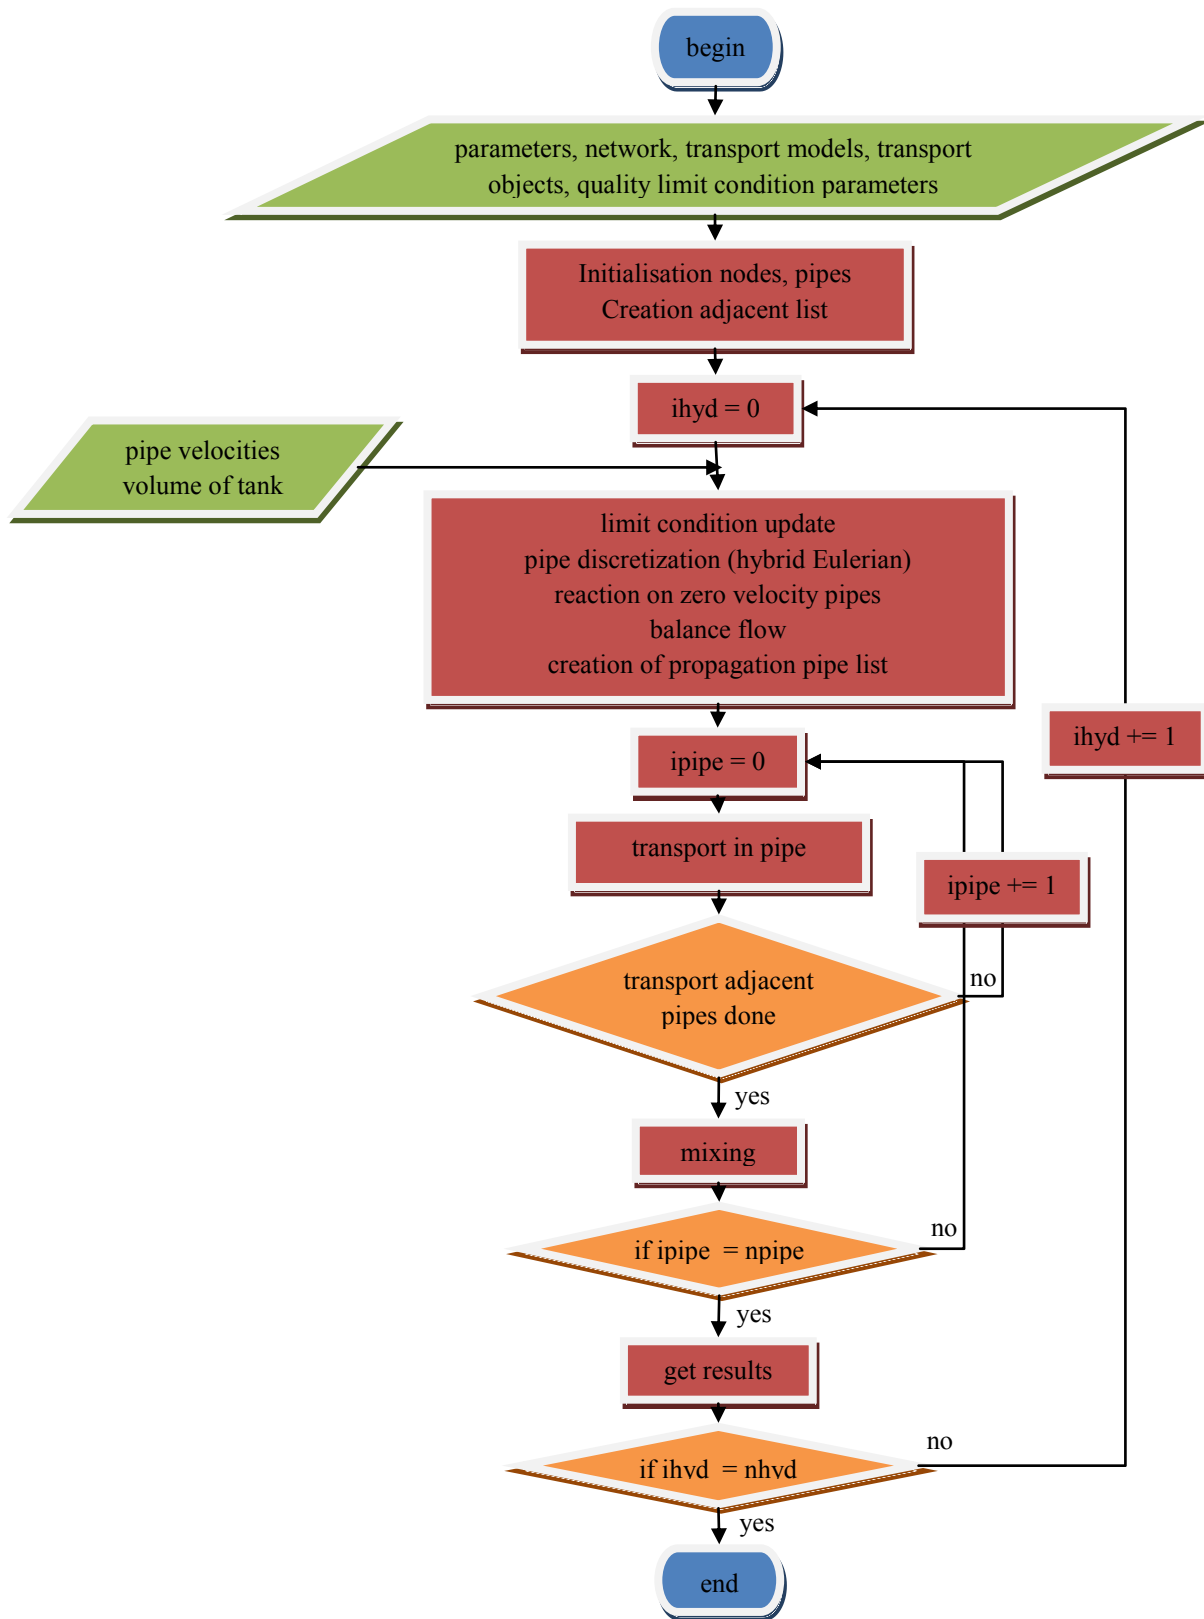 begin
parameters, network, transport models, transport
objects, quality limit condition parameters
Initialisation nodes, pipes
Creation adjacent list
ihyd = 0
pipe velocities
volume of tank
limit condition update
pipe discretization (hybrid Eulerian)
reaction on zero velocity pipes
balance flow
creation of propagation pipe list
ihyd += 1
ipipe = 0
transport in pipe
ipipe += 1
transport adjacent
pipes done
no
yes
mixing
no
if ipipe = npipe
yes
get results
no
if ihyd = nhyd
yes
end